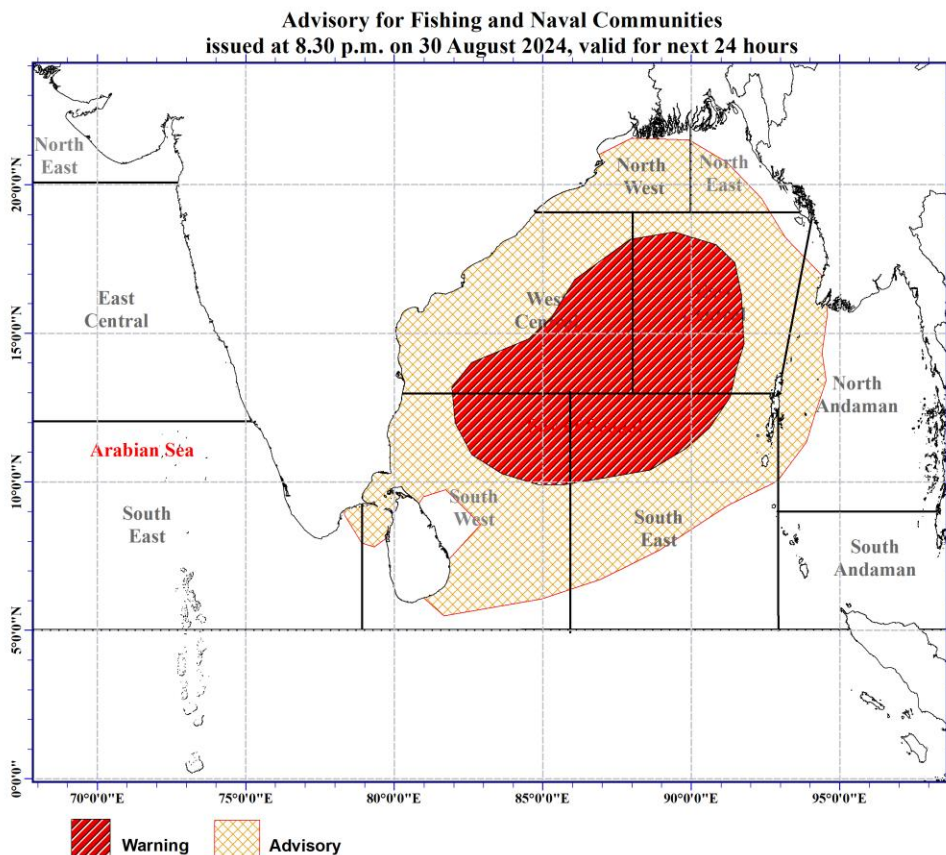 Advisory for Fishing and Naval Communities
issued at 8.30 p.m. on 30 August 2024, valid for next 24 hours
North
East
North
West
North
East
20°0'0"N
East
Central
West
Central
15°0'0"N
North
Andaman
Arabian Sea
10°0'0"N
South
East
South
West
South
East
South
Andaman
5°0'0"N
0°0'0"
70°0'0"E
75°0'0"E
80°0'0"E
85°0'0"E
90°0'0"E
95°0'0"E
Warning
Advisory